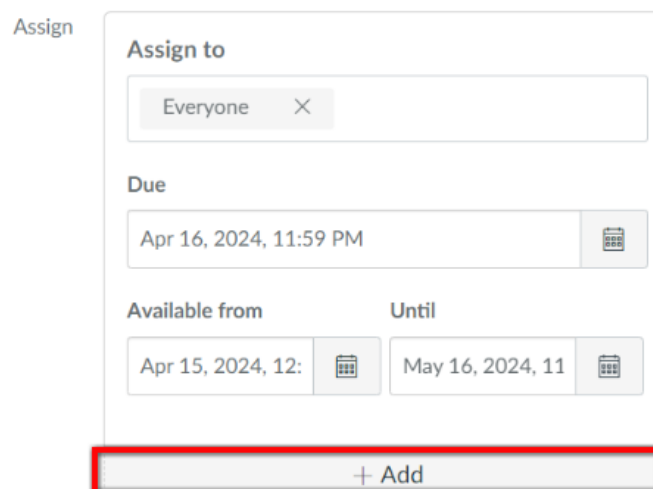 Assign
Assign to
Everyone
Due
Apr 16, 2024, 11:59 PM
Available from Until
Apr 15, 2024, 12: May 16, 2024, 11
+ Add